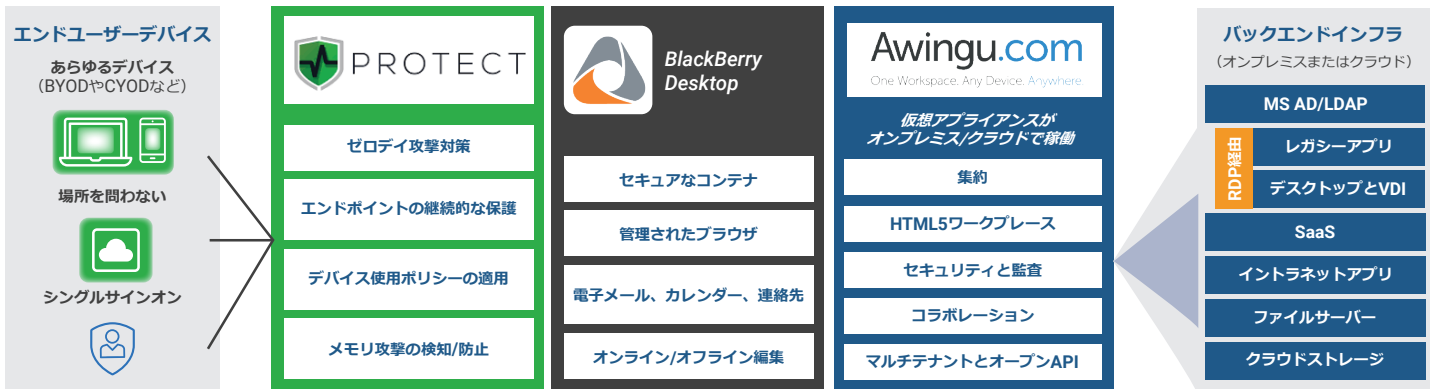 エンドユーザーデバイス
あらゆるデバイス
（BYODやCYODなど）
場所を問わない
シングルサインオン
PROTECT
ゼロデイ攻撃対策
エンドポイントの継続的な保護
デバイス使用ポリシーの適用
メモリ攻撃の検知/防止
BlackBerry
Desktop
セキュアなコンテナ
管理されたブラウザ
電子メール、カレンダー、連絡先
オンライン/オフライン編集
Awingu.com
One Workspace. Any Device. Anywhere.
仮想アプライアンスが
オンプレミス/クラウドで稼働
集約
HTML5ワークプレース
セキュリティと監査
コラボレーション
マルチテナントとオープンAPI
バックエンドインフラ
（オンプレミスまたはクラウド）
MS AD/LDAP
RDP経由
レガシーアプリ
デスクトップとVDI
SaaS
イントラネットアプリ
ファイルサーバー
クラウドストレージ